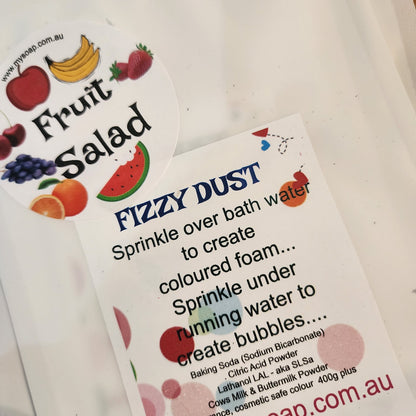 www.mysoap.com.au
Fruit
Salad
FIZZY DUST
Sprinkle over bath water
to create
coloured foam...
Sprinkle under
running water to
create bubbles....
Baking Soda (Sodium Bicarbonate)
Citric Acid Powder
Lathanol LAL - aka SLSa
Cows Milk & Buttermilk Powder
cosmetic safe colour 400g plus
soap.com.au